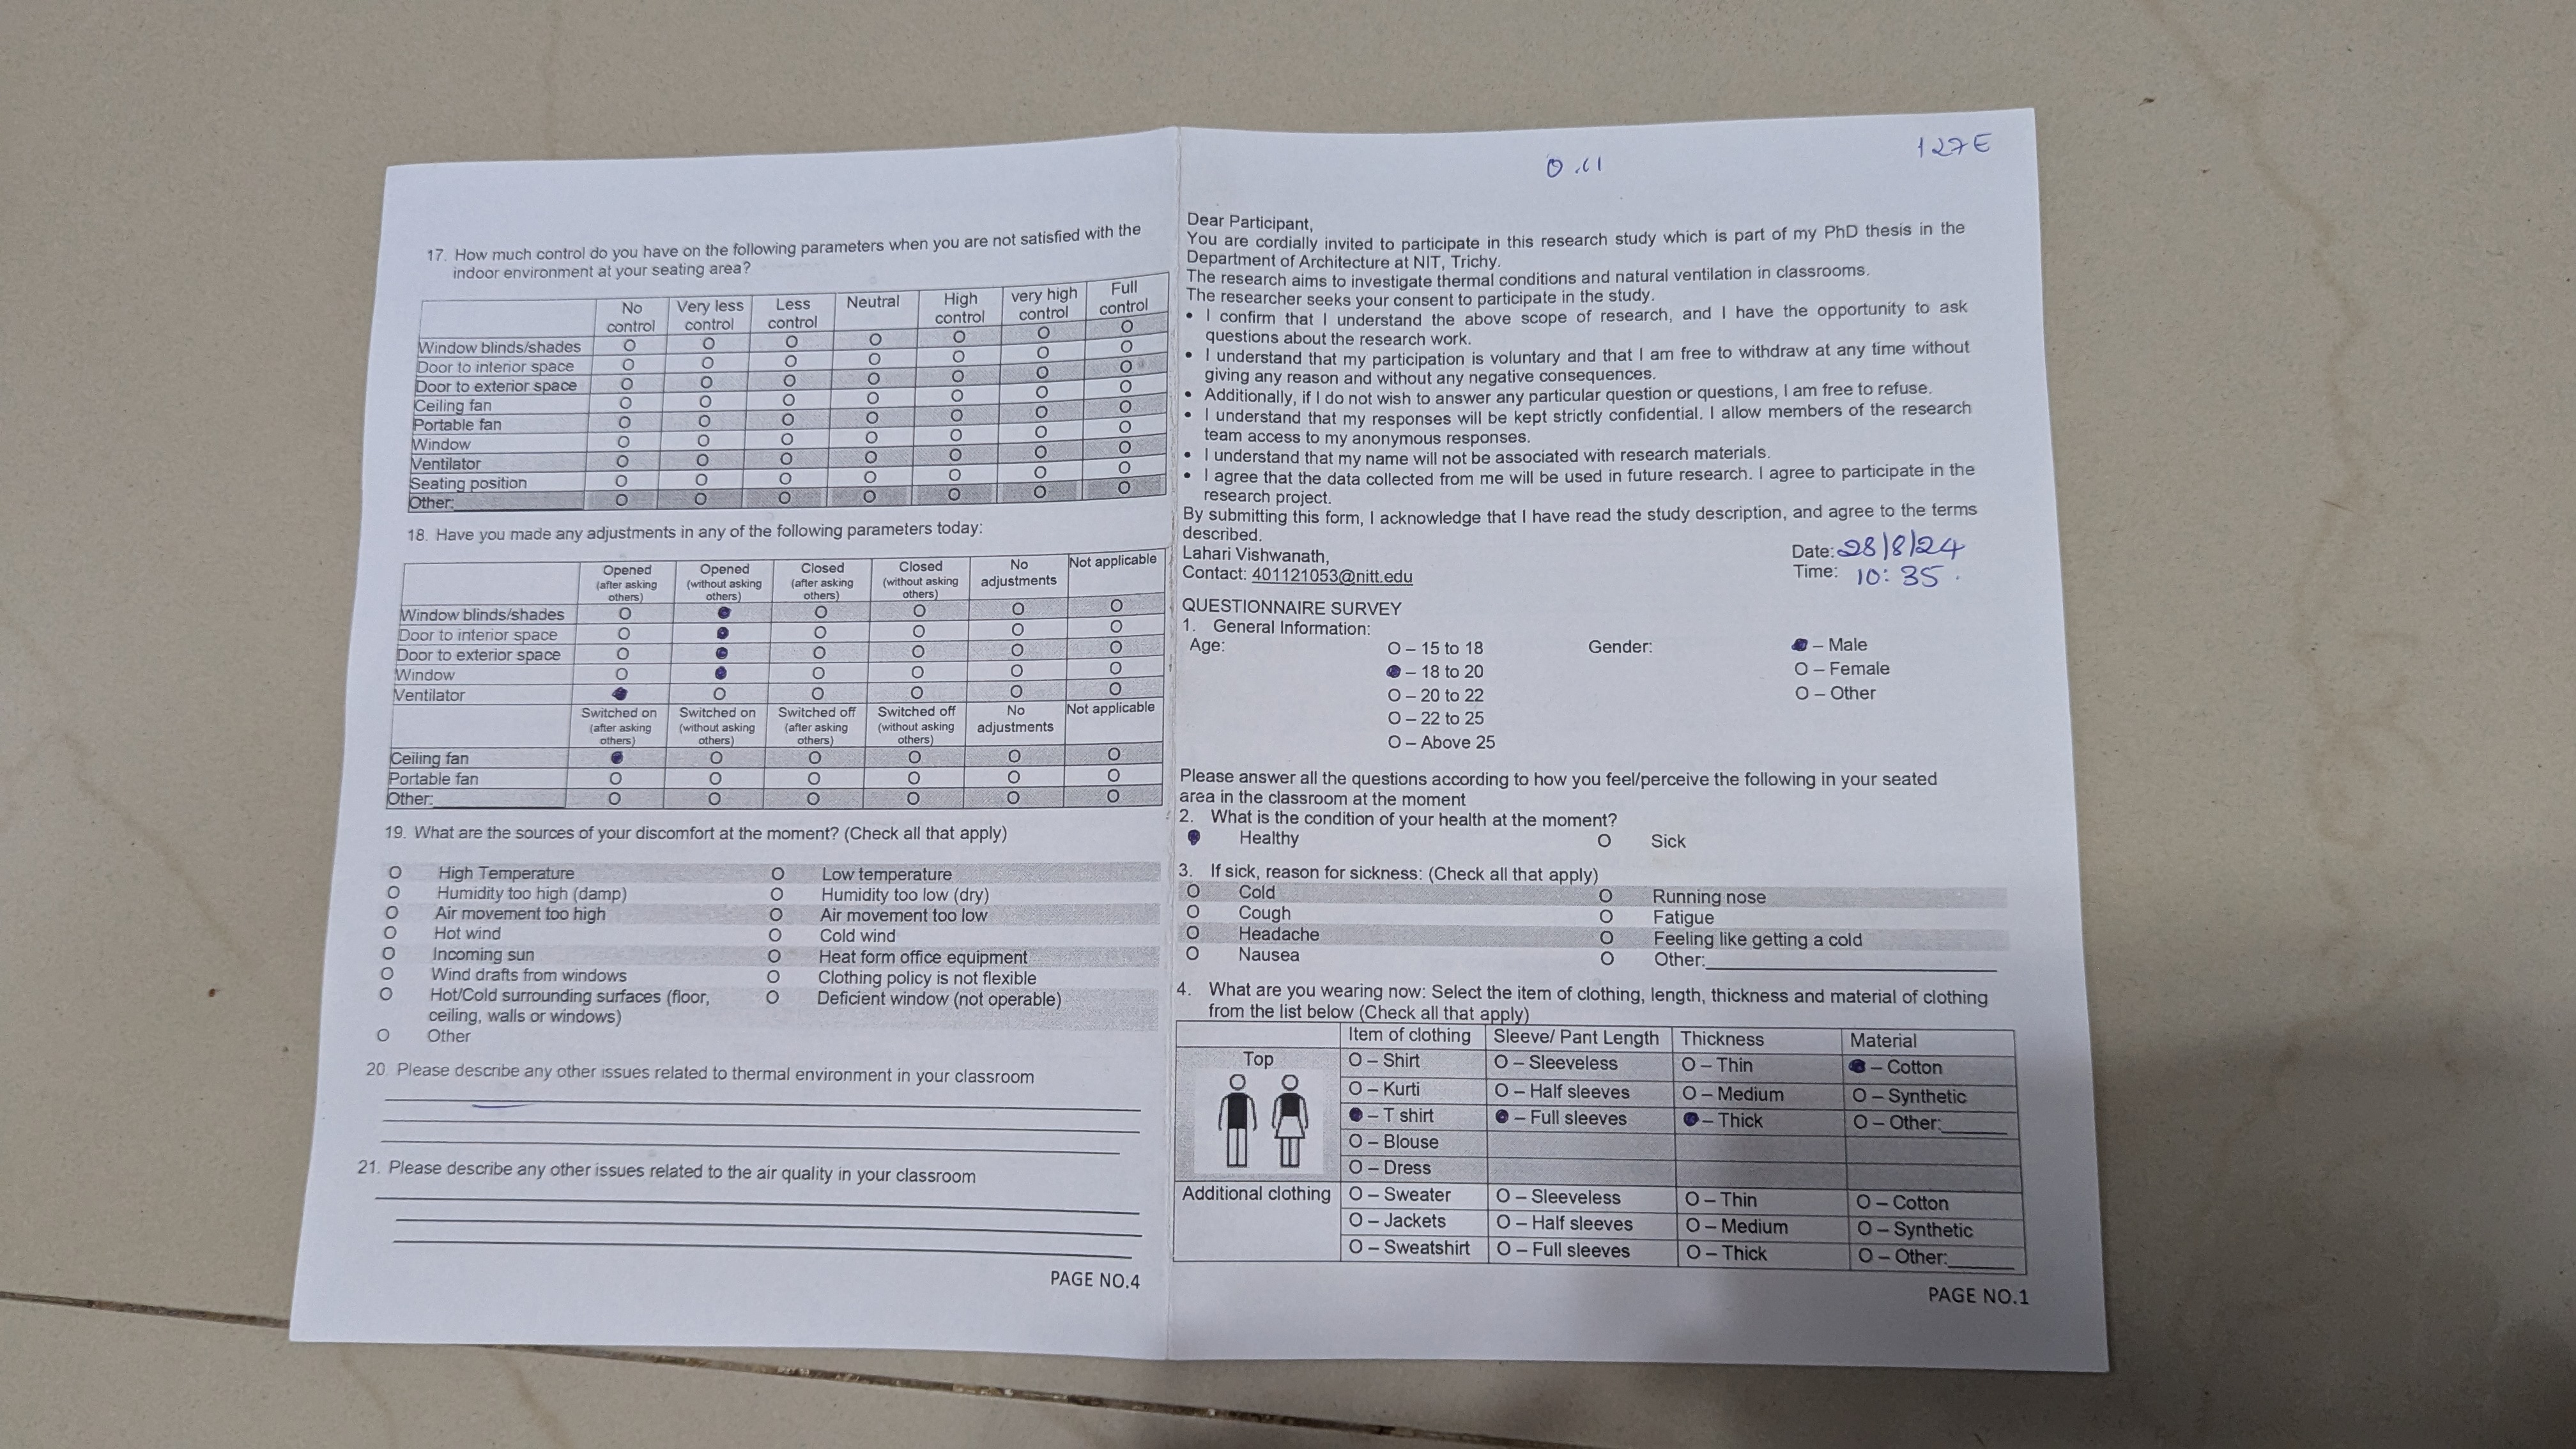 17. How much control do you have on the following parameters when you are not satisfied with the
indoor environment at your seating area?
No control Very less control Less control Neutral High control very high control Full control
Window blinds/shades O O O O O O O
Door to interior space O O O O O O O
Door to exterior space O O O O O O O
Ceiling fan O O O O O O O
Portable fan O O O O O O O
Window O O O O O O O
Ventilator O O O O O O O
Seating position O O O O O O O
Other:________ O O O O O O O
18. Have you made any adjustments in any of the following parameters today:
Opened (after asking others) Opened (without asking others) Closed (after asking others) Closed (without asking others) No adjustments Not applicable
Window blinds/shades O ● O O O O
Door to interior space O ● O O O O
Door to exterior space O ● O O O O
Window O ● O O O O
Ventilator ● O O O O O
Switched on (after asking others) Switched on (without asking others) Switched off (after asking others) Switched off (without asking others) No adjustments Not applicable
Ceiling fan ● O O O O O
Portable fan O O O O O O
Other:________ O O O O O O
19. What are the sources of your discomfort at the moment? (Check all that apply)
O High Temperature O Low temperature
O Humidity too high (damp) O Humidity too low (dry)
O Air movement too high O Air movement too low
O Hot wind O Cold wind
O Incoming sun O Heat form office equipment
O Wind drafts from windows O Clothing policy is not flexible
O Hot/Cold surrounding surfaces (floor, O Deficient window (not operable)
ceiling, walls or windows)
O Other
20. Please describe any other issues related to thermal environment in your classroom
21. Please describe any other issues related to the air quality in your classroom
PAGE NO.4
127E
Dear Participant,
You are cordially invited to participate in this research study which is part of my PhD thesis in the
Department of Architecture at NIT, Trichy.
The research aims to investigate thermal conditions and natural ventilation in classrooms.
The researcher seeks your consent to participate in the study.
• I confirm that I understand the above scope of research, and I have the opportunity to ask
questions about the research work.
• I understand that my participation is voluntary and that I am free to withdraw at any time without
giving any reason and without any negative consequences.
• Additionally, if I do not wish to answer any particular question or questions, I am free to refuse.
• I understand that my responses will be kept strictly confidential. I allow members of the research
team access to my anonymous responses.
• I understand that my name will not be associated with research materials.
• I agree that the data collected from me will be used in future research. I agree to participate in the
research project.
By submitting this form, I acknowledge that I have read the study description, and agree to the terms
described.
Lahari Vishwanath, Date: 28/8/24
Contact: 401121053@nitt.edu Time: 10:35.
QUESTIONNAIRE SURVEY
1. General Information:
Age: O – 15 to 18 Gender: ● – Male
● – 18 to 20 O – Female
O – 20 to 22 O – Other
O – 22 to 25
O – Above 25
Please answer all the questions according to how you feel/perceive the following in your seated
area in the classroom at the moment
2. What is the condition of your health at the moment?
● Healthy O Sick
3. If sick, reason for sickness: (Check all that apply)
O Cold O Running nose
O Cough O Fatigue
O Headache O Feeling like getting a cold
O Nausea O Other:________
4. What are you wearing now: Select the item of clothing, length, thickness and material of clothing
from the list below (Check all that apply)
Item of clothing Sleeve/ Pant Length Thickness Material
Top O – Shirt O – Sleeveless O – Thin ● – Cotton
O – Kurti O – Half sleeves O – Medium O – Synthetic
● – T shirt ● – Full sleeves ● – Thick O – Other:________
O – Blouse
O – Dress
Additional clothing O – Sweater O – Sleeveless O – Thin O – Cotton
O – Jackets O – Half sleeves O – Medium O – Synthetic
O – Sweatshirt O – Full sleeves O – Thick O – Other:________
PAGE NO.1